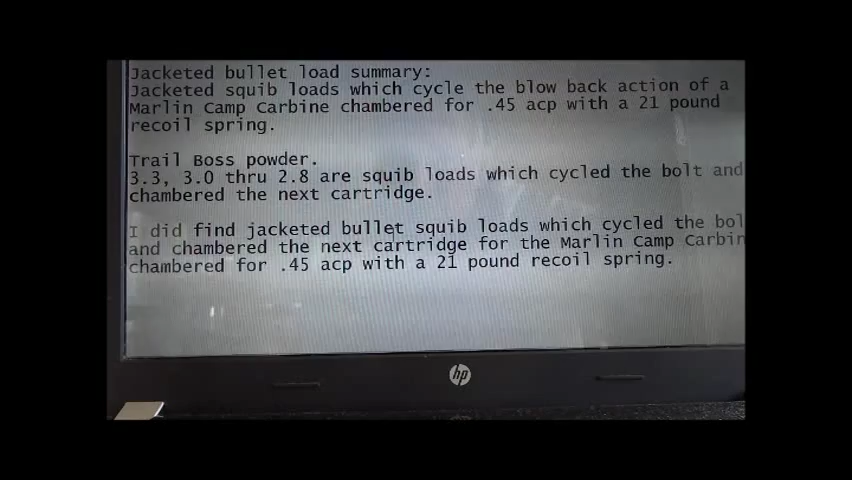 Jacketed bullet load summary:
Jacketed squib loads which cycle the blow back action of a
Marlin Camp Carbine chambered for .45 acp with a 21 pound
recoil spring.
Trail Boss powder.
3.3, 3.0 thru 2.8 are squib loads which cycled the bolt and
chambered the next cartridge.
I did find jacketed bullet squib loads which cycled the bol
and chambered the next cartridge for the Marlin Camp Carbin
chambered for .45 acp with a 21 pound recoil spring.
hp